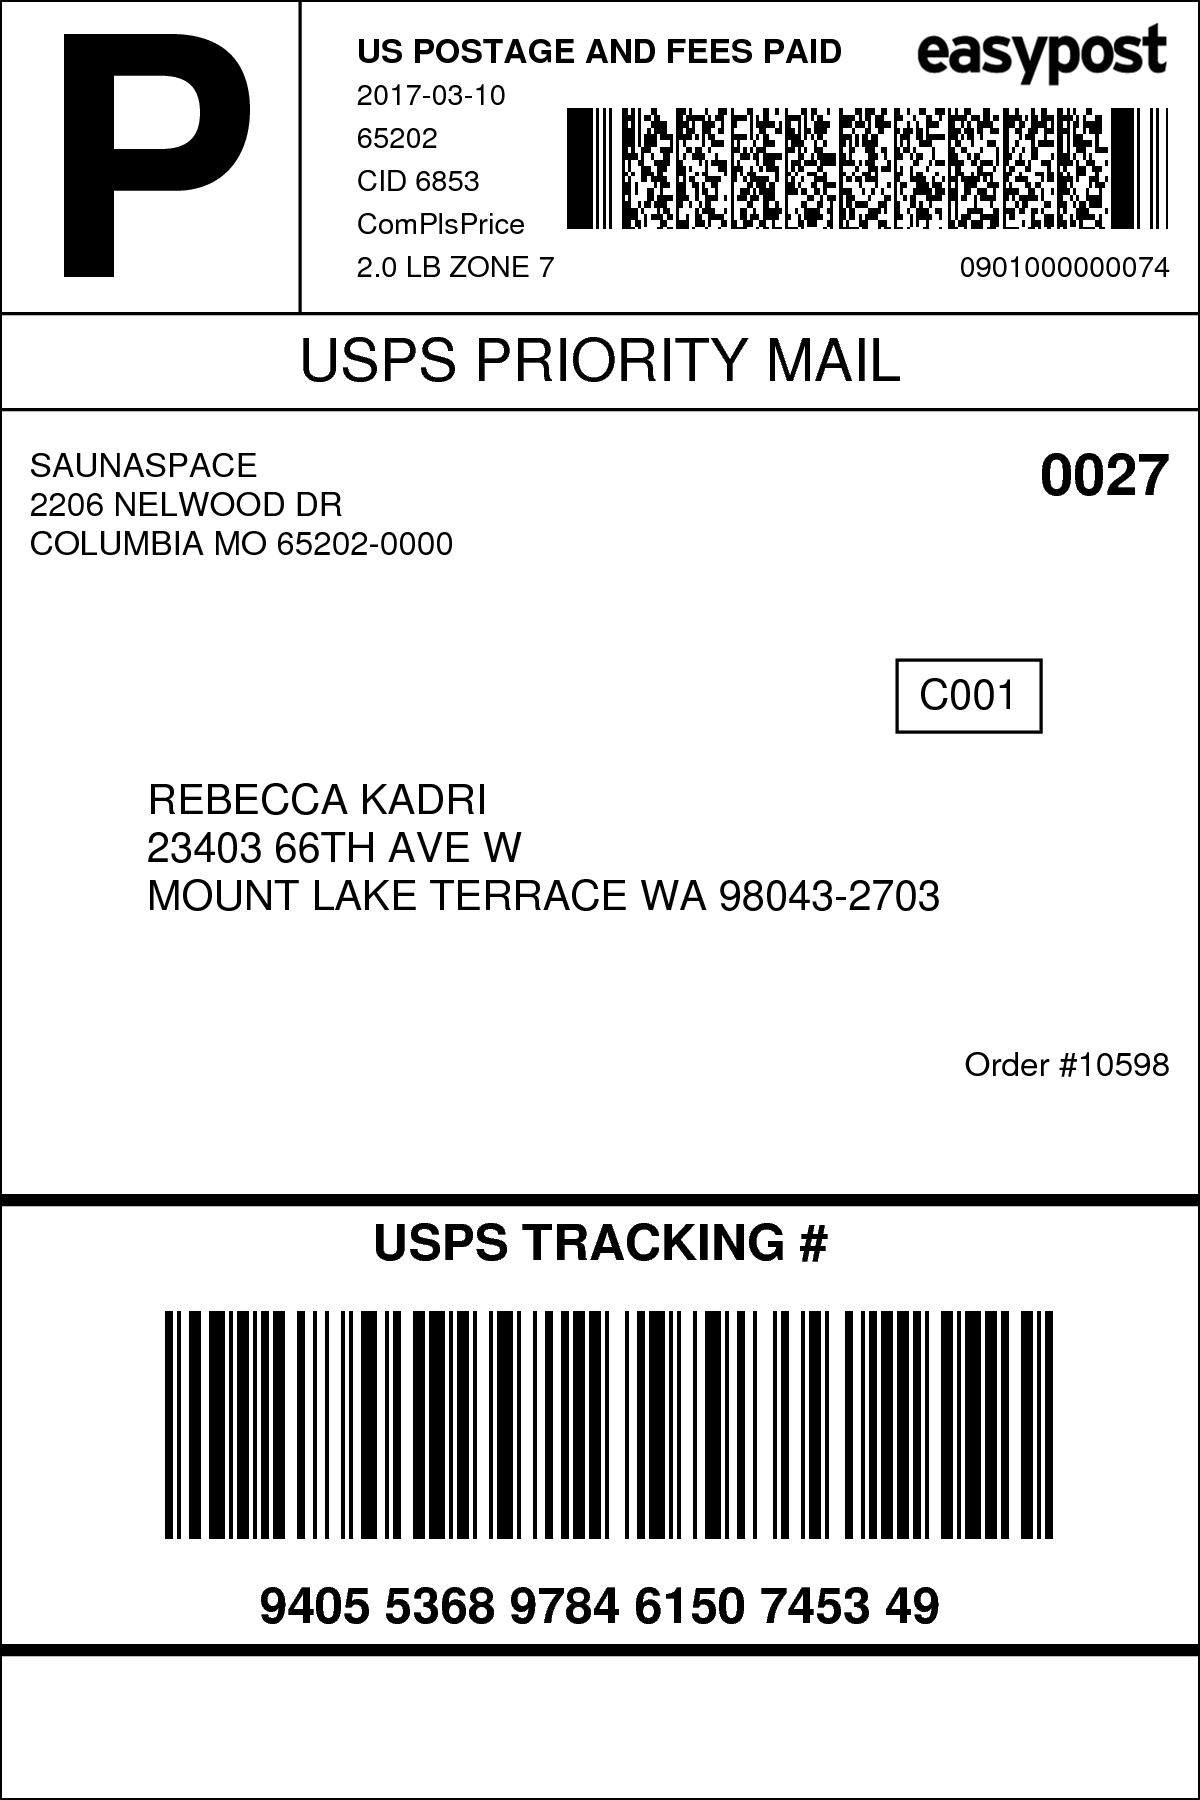 P
US POSTAGE AND FEES PAID
easypost
2017-03-10
65202
CID 6853
ComPlsPrice
2.0 LB ZONE 7
0901000000074
USPS PRIORITY MAIL
SAUNASPACE
2206 NELWOOD DR
COLUMBIA MO 65202-0000
0027
C001
REBECCA KADRI
23403 66TH AVE W
MOUNT LAKE TERRACE WA 98043-2703
Order #10598
USPS TRACKING #
9405 5368 9784 6150 7453 49